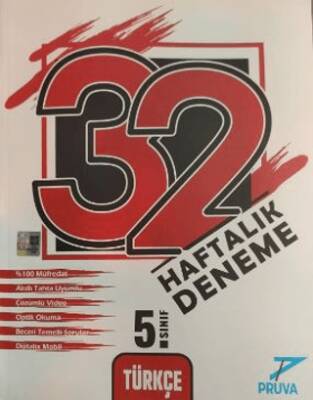 32
HAFTALIK
DENEME
%100 Müfredat
Akıllı Tahta Uyumlu
Çözümlü Video
Optik Okuma
Beceri Temelli Sorular
Dijitalix Mobil
5. SINIF
TÜRKÇE
PRUVA